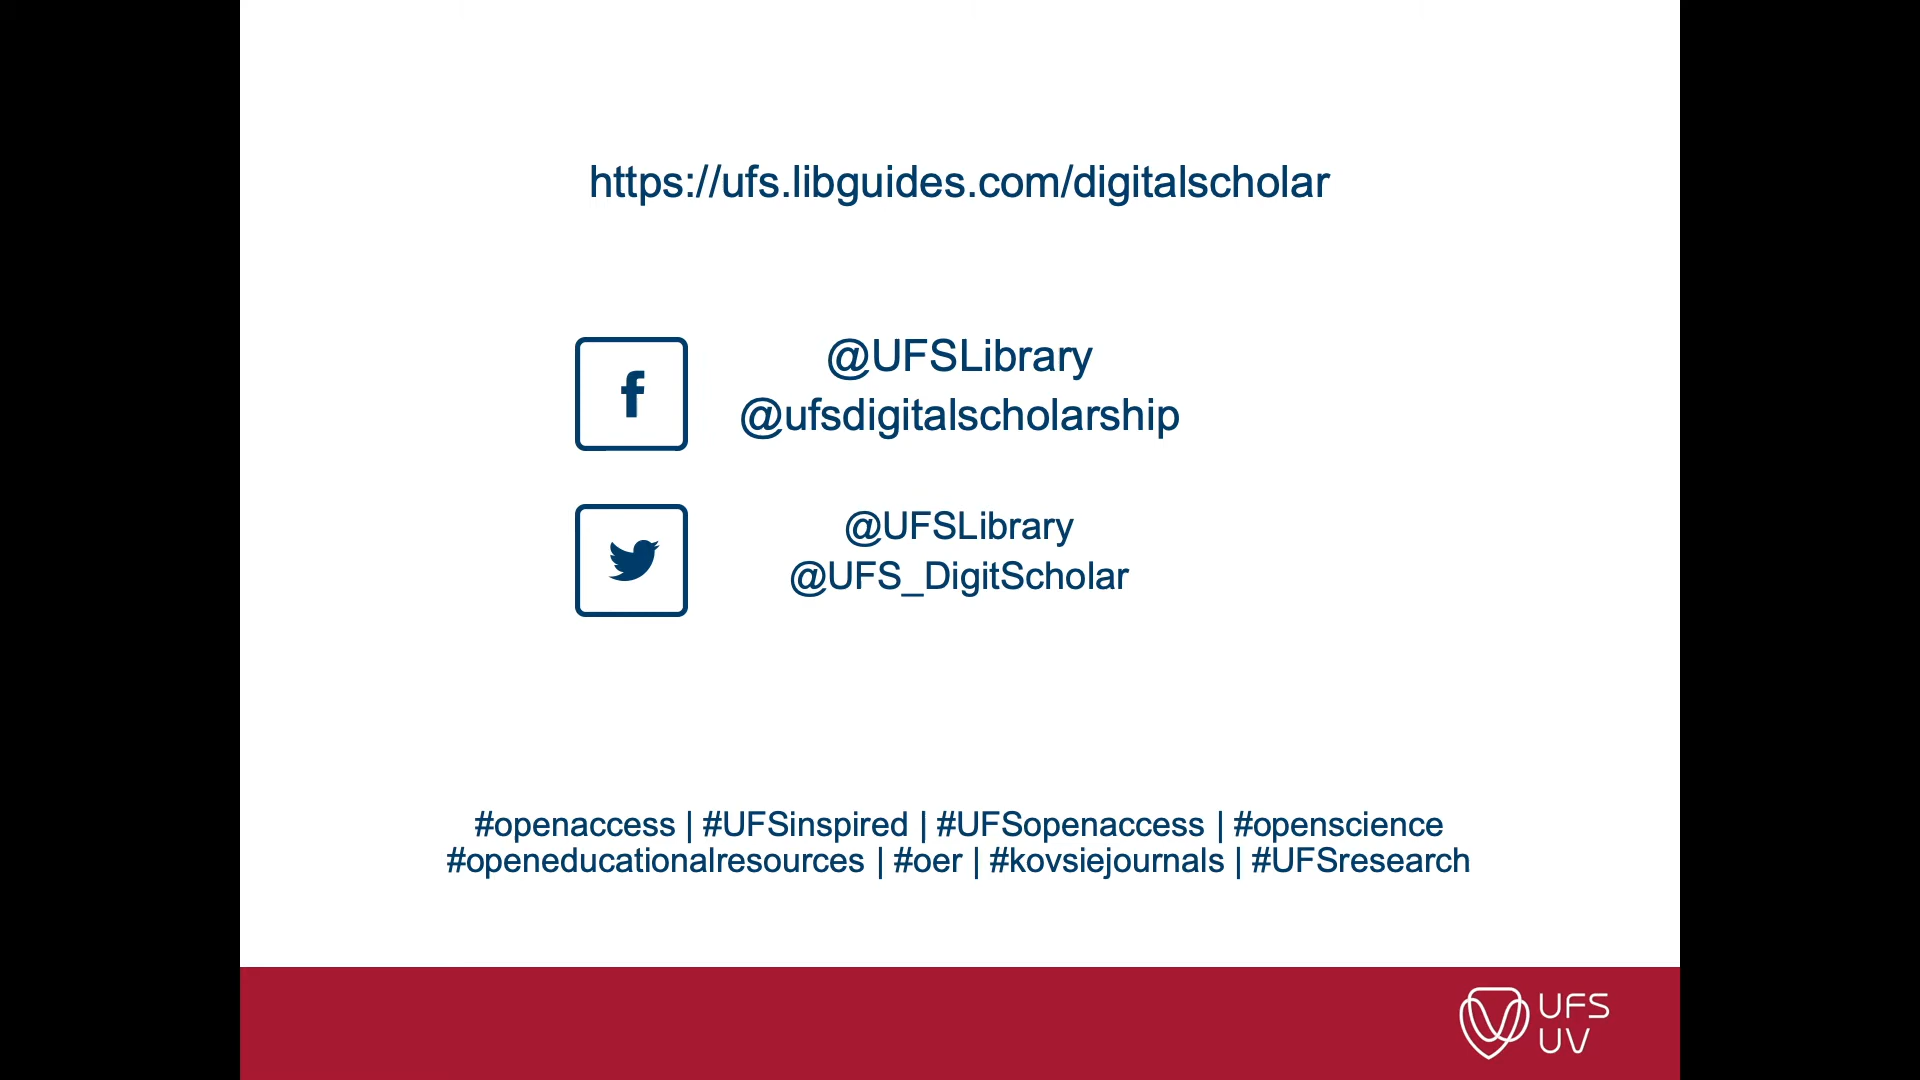 https://ufs.libguides.com/digitalscholar
f
@UFSLibrary
@ufsdigitalscholarship
@UFSLibrary
@UFS_DigitScholar
#openaccess | #UFSinspired | #UFSopenaccess | #openscience
#openeducationalresources | #oer | #kovsiejournals | #UFSresearch
UFS
UV